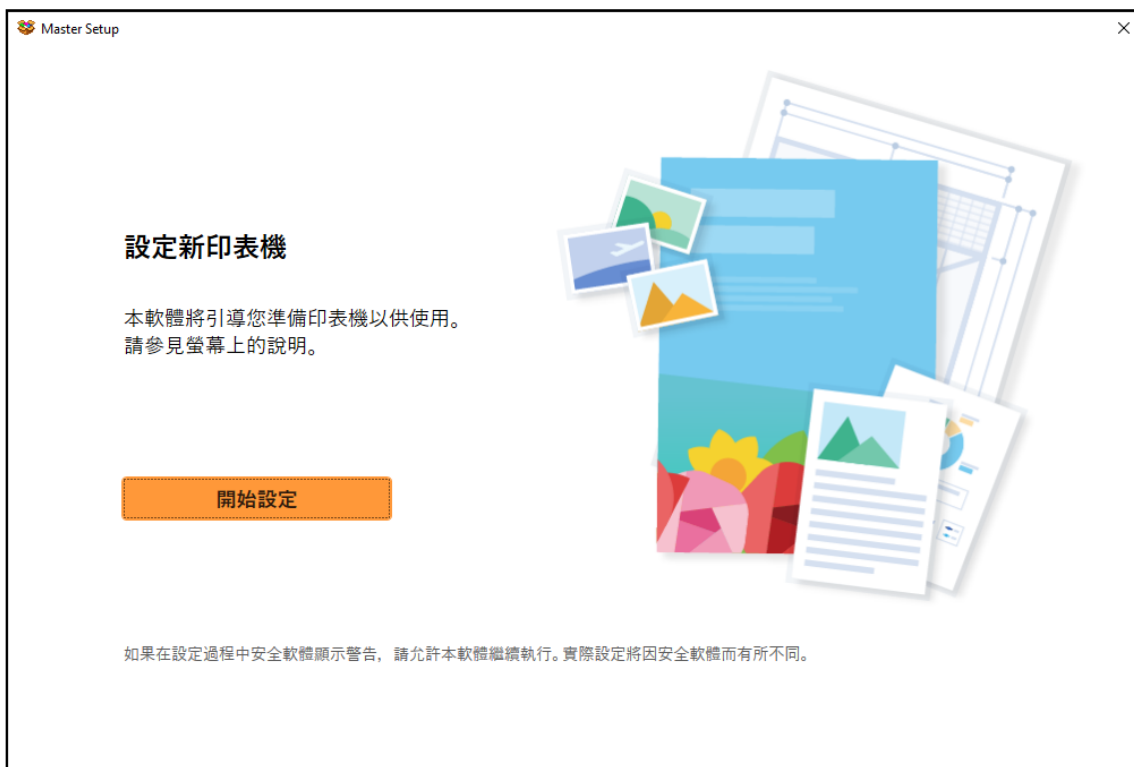 Master Setup
設定新印表機
本軟體將引導您準備印表機以供使用。
請參見螢幕上的說明。
開始設定
如果在設定過程中安全軟體顯示警告，請允許本軟體繼續執行。實際設定將因安全軟體而有所不同。